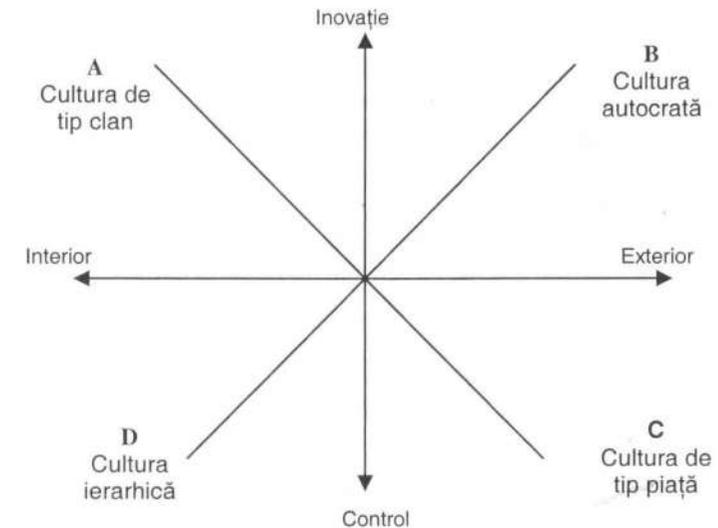 Inovație
A
Cultura de
tip clan
B
Cultura
autocrată
Interior
Exterior
D
Cultura
ierarhică
C
Cultura de
tip piață
Control